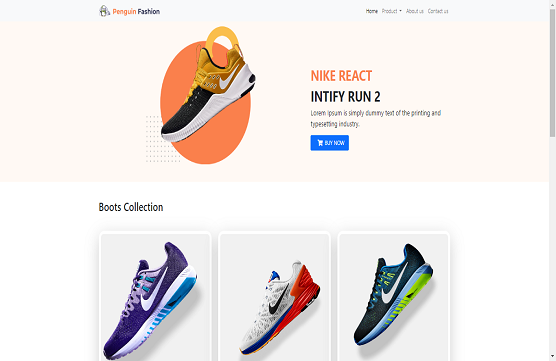 Penguin Fashion
Home Product About us Contact us
NIKE REACT
INTIFY RUN 2
Lorem Ipsum is simply dummy text of the printing and
typesetting industry.
BUY NOW
Boots Collection